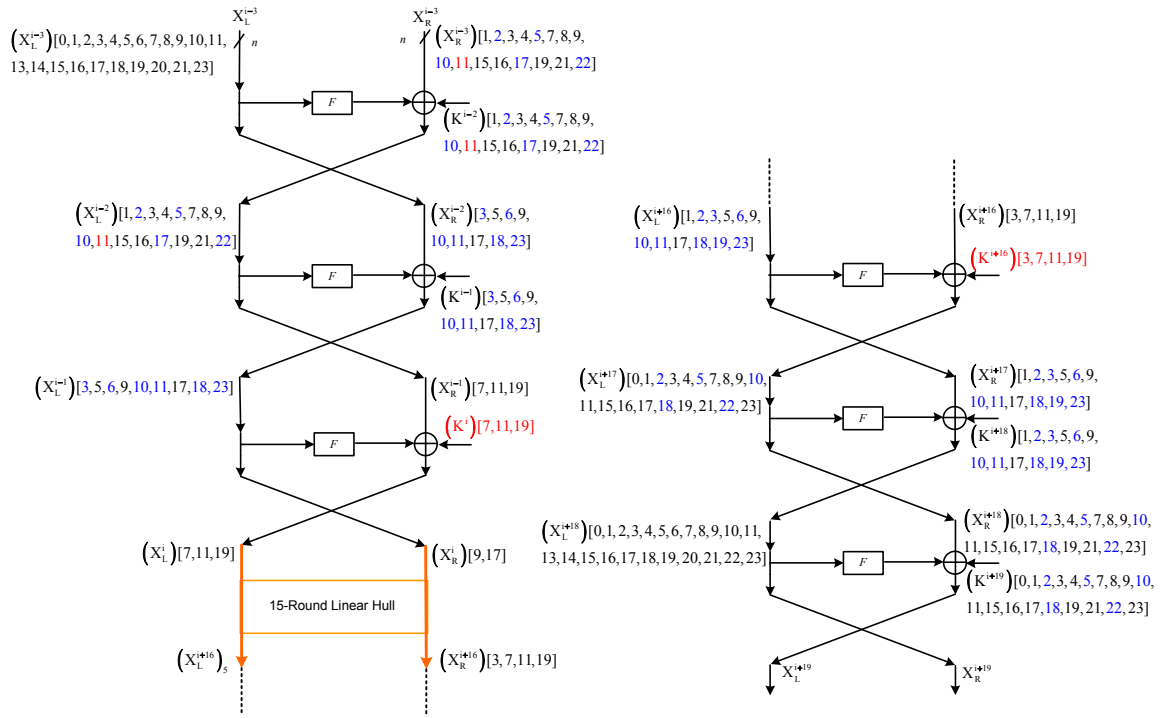 X_L^{i-3}
X_R^{i-3}
(X_L^{i-3})[0,1,2,3,4,5,6,7,8,9,10,11,
13,14,15,16,17,18,19,20,21,23]
n
n
(X_R^{i-3})[1,2,3,4,5,7,8,9,
10,11,15,16,17,19,21,22]
F
(K^{i-2})[1,2,3,4,5,7,8,9,
10,11,15,16,17,19,21,22]
(X_L^{i-2})[1,2,3,4,5,7,8,9,
10,11,15,16,17,19,21,22]
(X_R^{i-2})[3,5,6,9,
10,11,17,18,23]
F
(K^{i-1})[3,5,6,9,
10,11,17,18,23]
(X_L^{i-1})[3,5,6,9,10,11,17,18,23]
(X_R^{i-1})[7,11,19]
F
(K^i)[7,11,19]
(X_L^i)[7,11,19]
(X_R^i)[9,17]
15-Round Linear Hull
(X_L^{i+16})_5
(X_R^{i+16})[3,7,11,19]
(X_L^{i+16})[1,2,3,5,6,9,
10,11,17,18,19,23]
(X_R^{i+16})[3,7,11,19]
F
(K^{i+16})[3,7,11,19]
(X_L^{i+17})[0,1,2,3,4,5,7,8,9,10,
11,15,16,17,18,19,21,22,23]
(X_R^{i+17})[1,2,3,5,6,9,
10,11,17,18,19,23]
F
(K^{i+18})[1,2,3,5,6,9,
10,11,17,18,19,23]
(X_L^{i+18})[0,1,2,3,4,5,6,7,8,9,10,11,
13,14,15,16,17,18,19,20,21,22,23]
(X_R^{i+18})[0,1,2,3,4,5,7,8,9,10,
11,15,16,17,18,19,21,22,23]
F
(K^{i+19})[0,1,2,3,4,5,7,8,9,10,
11,15,16,17,18,19,21,22,23]
X_L^{i+19}
X_R^{i+19}